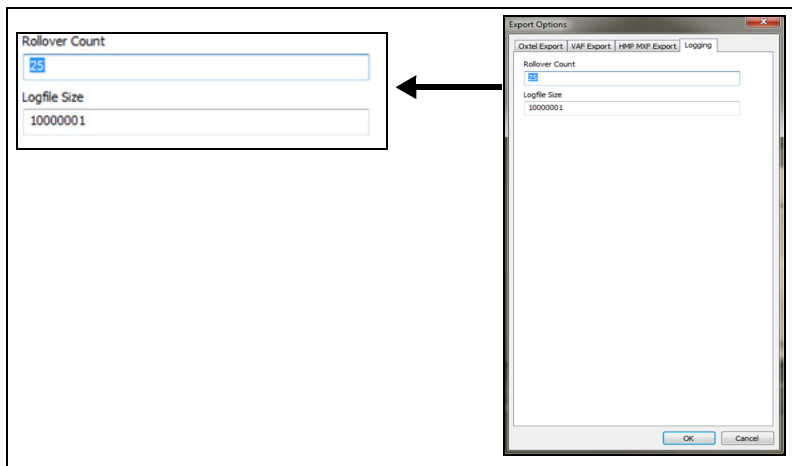 Rollover Count
25
Logfile Size
10000001
Export Options
Oxtel Export VAF Export HMP MXF Export Logging
Rollover Count
25
Logfile Size
10000001
OK Cancel